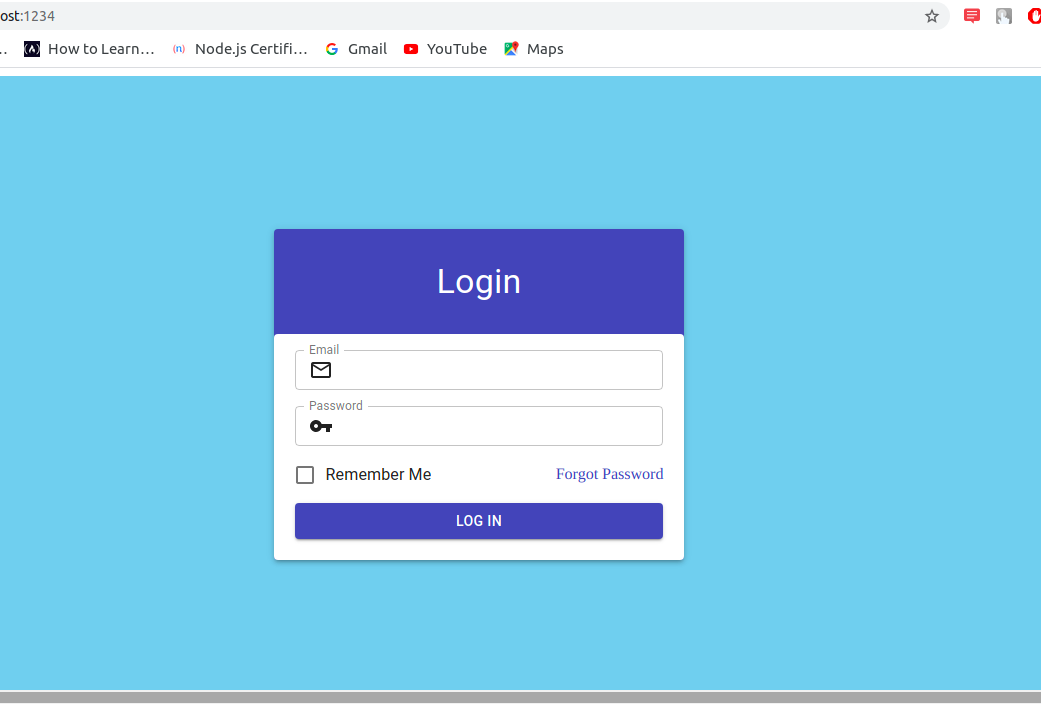 ost:1234
.. How to Learn... (n) Node.js Certifi... G Gmail YouTube Maps
Login
Email
Password
Remember Me Forgot Password
LOG IN